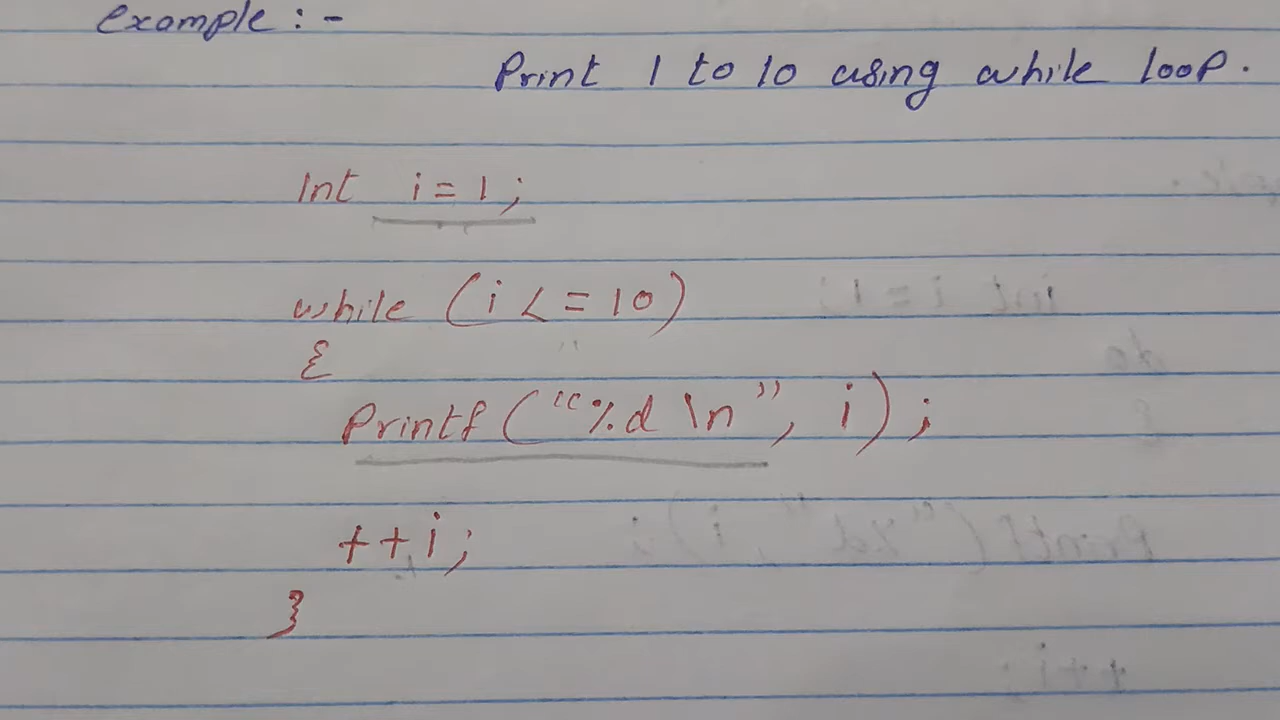 example : -
Print 1 to 10 using while loop.
int i = 1 ;
while ( i < = 10 )
{
Printf ( "%d \n", i ) ;
+ + i ;
}